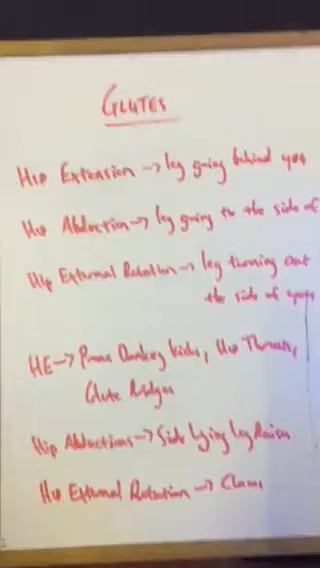 GLUTES
Hip Extension -> leg going behind you
Hip Abduction -> leg going to the side of
Hip External Rotation -> leg turning out
the side of your
HE -> Prone Donkey kicks, Hip Thrusts,
Glute Bridges
Hip Abductions -> Side lying leg Raises
Hip External Rotation -> Clams